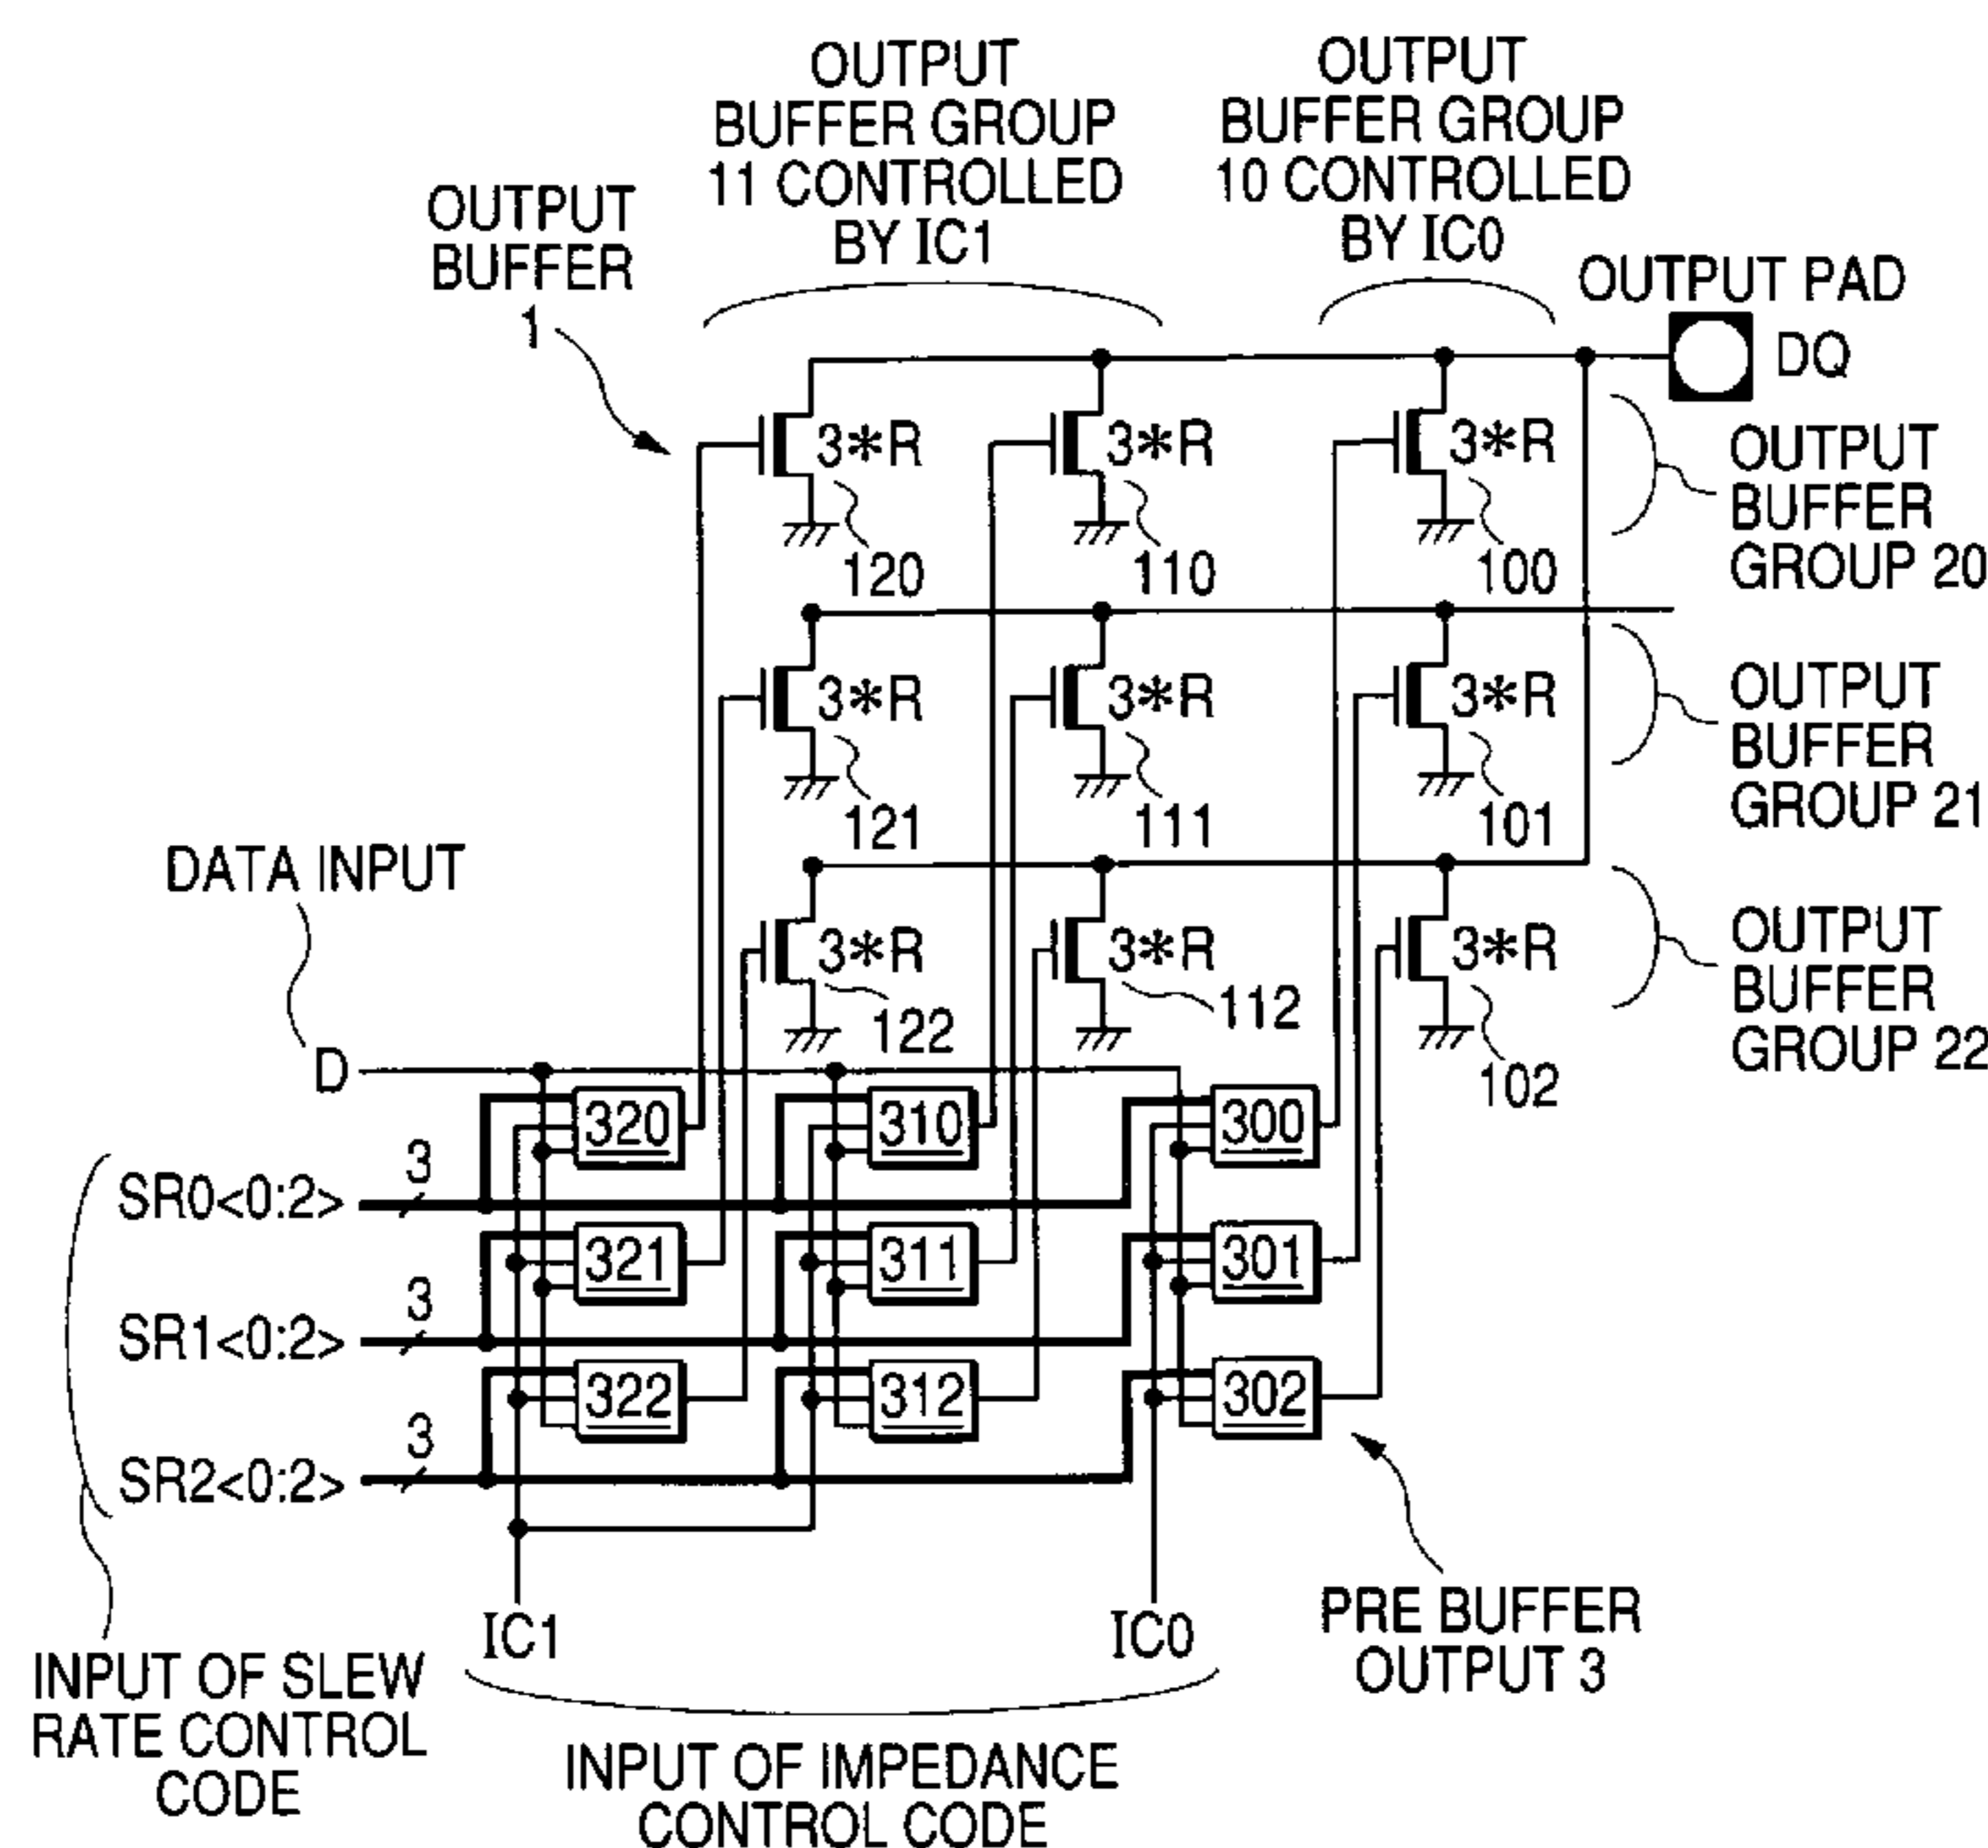 OUTPUT
BUFFER GROUP
11 CONTROLLED
BY IC1
OUTPUT
BUFFER GROUP
10 CONTROLLED
BY IC0
OUTPUT
BUFFER
1
OUTPUT PAD
DQ
3*R
3*R
3*R
120
110
100
OUTPUT
BUFFER
GROUP 20
3*R
3*R
3*R
121
111
101
OUTPUT
BUFFER
GROUP 21
DATA INPUT
3*R
3*R
3*R
122
112
102
OUTPUT
BUFFER
GROUP 22
D
320
310
300
SR0<0:2>
3
321
311
301
SR1<0:2>
3
322
312
302
SR2<0:2>
3
IC1
IC0
PRE BUFFER
OUTPUT 3
INPUT OF SLEW
RATE CONTROL
CODE
INPUT OF IMPEDANCE
CONTROL CODE